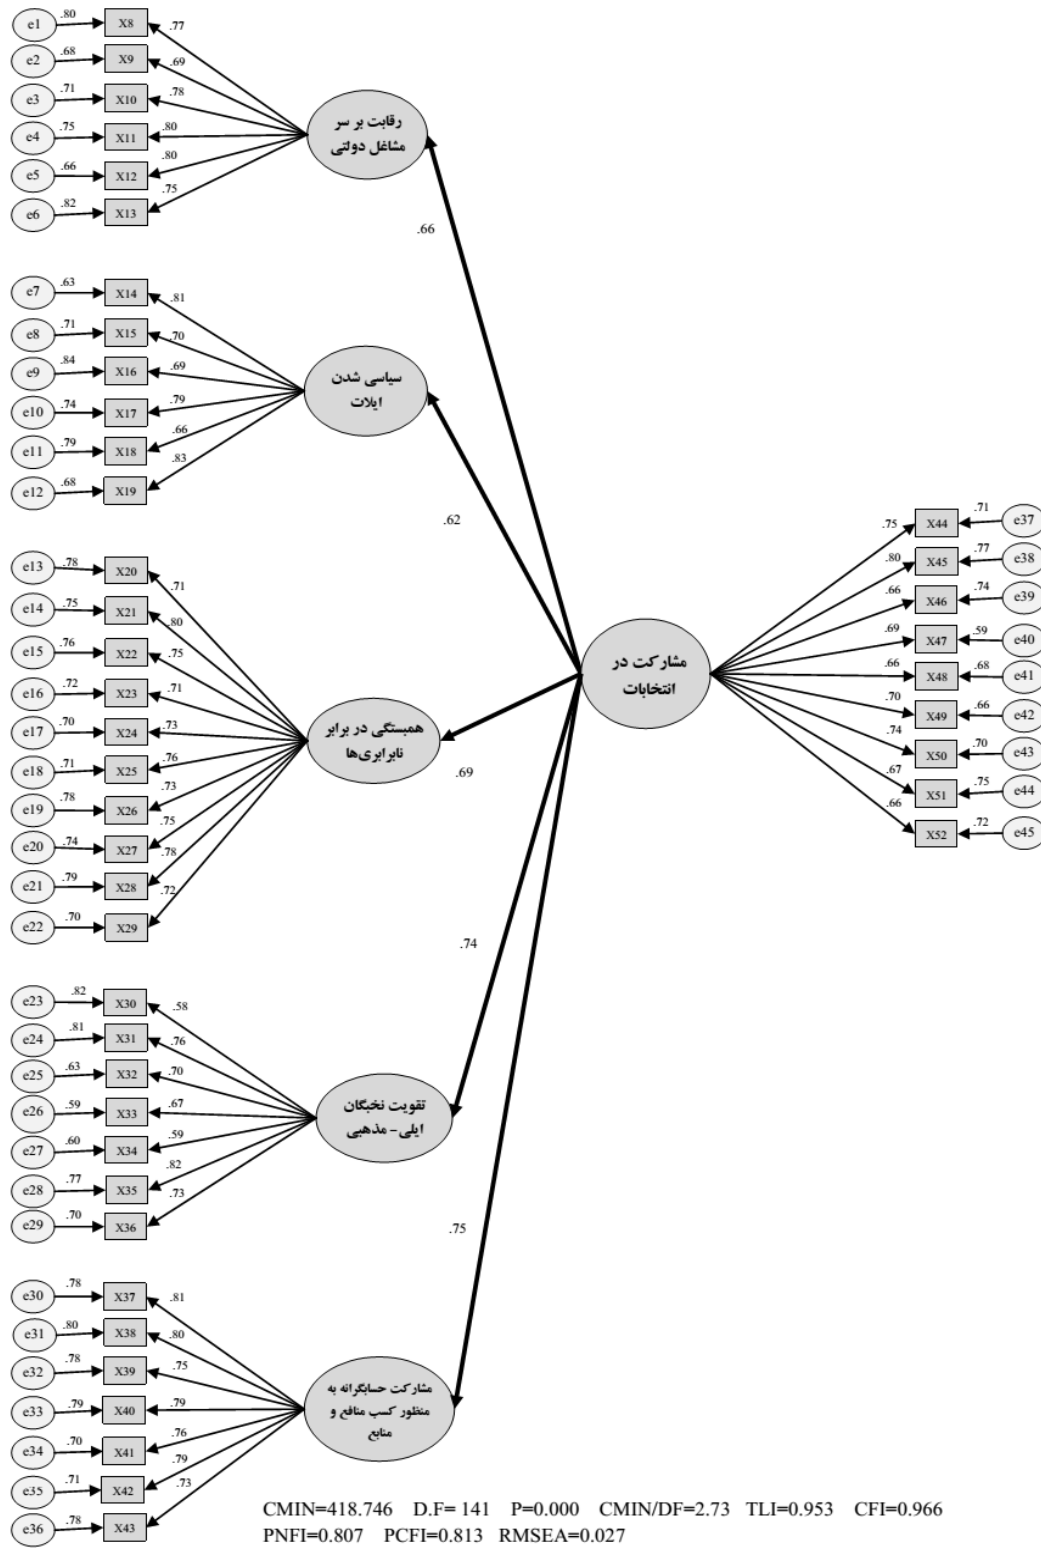 e1 .80 X8 .77
e2 .68 X9 .69
e3 .71 X10 .78
e4 .75 X11 .80
e5 .66 X12 .80
e6 .82 X13 .75
رقابت بر سر
مشاغل دولتی
.66
e7 .63 X14 .81
e8 .71 X15 .70
e9 .84 X16 .69
e10 .74 X17 .79
e11 .79 X18 .66
e12 .68 X19 .83
سیاسی شدن
ایلات
.62
e13 .78 X20 .71
e14 .75 X21 .80
e15 .76 X22 .75
e16 .72 X23 .71
e17 .70 X24 .73
e18 .71 X25 .76
e19 .78 X26 .73
e20 .74 X27 .75
e21 .79 X28 .78
e22 .70 X29 .72
همبستگی در برابر
نابرابری‌ها
.69
مشارکت در
انتخابات
.75 X44 .71 e37
.80 X45 .77 e38
.66 X46 .74 e39
.69 X47 .59 e40
.66 X48 .68 e41
.70 X49 .66 e42
.74 X50 .70 e43
.67 X51 .75 e44
.66 X52 .72 e45
.74
e23 .82 X30 .58
e24 .81 X31 .76
e25 .63 X32 .70
e26 .59 X33 .67
e27 .60 X34 .59
e28 .77 X35 .82
e29 .70 X36 .73
تقویت نخبگان
ایلی - مذهبی
.75
e30 .78 X37 .81
e31 .80 X38 .80
e32 .78 X39 .75
e33 .79 X40 .79
e34 .70 X41 .76
e35 .71 X42 .79
e36 .78 X43 .73
مشارکت حسابگرانه به
منظور کسب منافع و
منابع
CMIN=418.746 D.F= 141 P=0.000 CMIN/DF=2.73 TLI=0.953 CFI=0.966
PNFI=0.807 PCFI=0.813 RMSEA=0.027